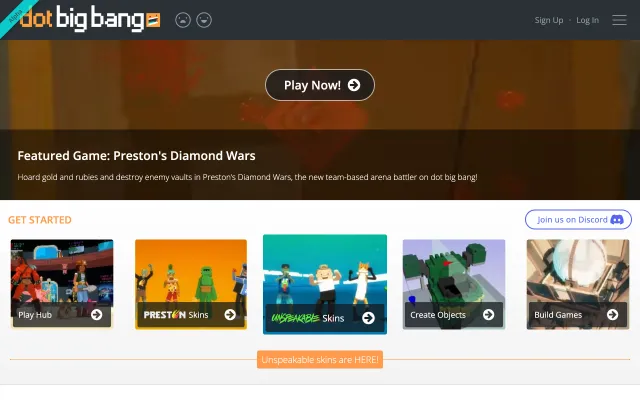 Alpha
dot big bang
Sign Up · Log In
Play Now!
Featured Game: Preston's Diamond Wars
Hoard gold and rubies and destroy enemy vaults in Preston's Diamond Wars, the new team-based arena battler on dot big bang!
GET STARTED
Join us on Discord
Play Hub
PRESTON Skins
UNSPEAKABLE Skins
Create Objects
Build Games
Unspeakable skins are HERE!